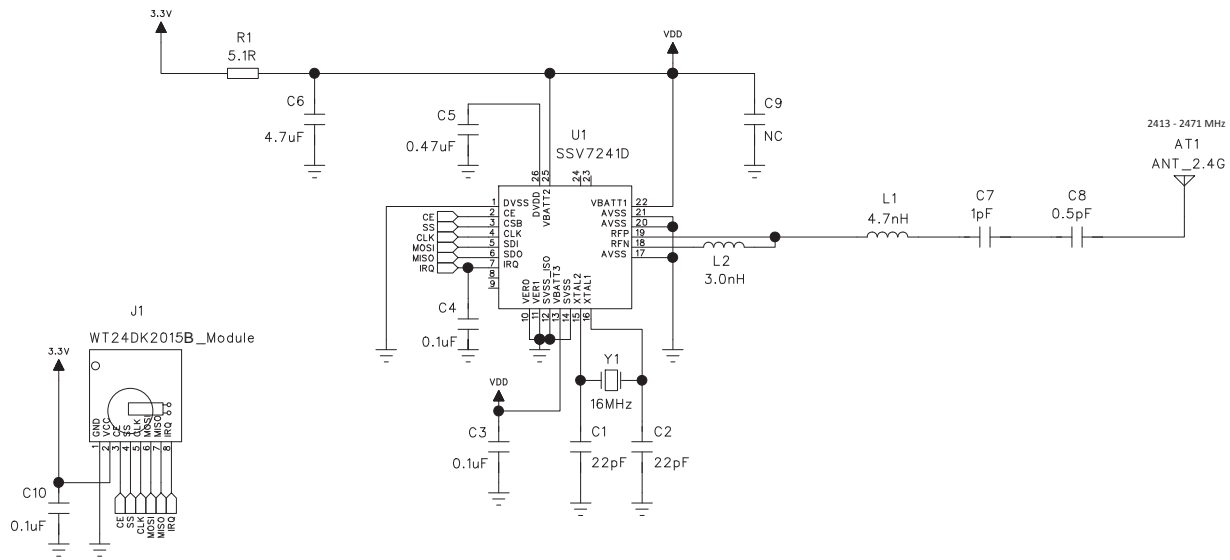 3.3V
R1
5.1R
C6
4.7uF
C5
0.47uF
U1
SSV7241D
VDD
C9
NC
2413 - 2471 MHz
AT1
ANT_2.4G
L1
4.7nH
C7
1pF
C8
0.5pF
L2
3.0nH
26
25
24
23
DVDD
VBATT2
1
DVSS
2
CE
3
CSB
4
CLK
5
SDI
6
SDO
7
IRQ
8
9
VBATT1
22
AVSS
21
AVSS
20
RFP
19
RFN
18
AVSS
17
VER0
VER1
SVSS_ISO
VBATT3
SVSS
XTAL2
XTAL1
10
11
12
13
14
15
16
CE
SS
CLK
MOSI
MISO
IRQ
C4
0.1uF
VDD
C3
0.1uF
Y1
16MHz
C1
22pF
C2
22pF
J1
WT24DK2015B_Module
3.3V
GND
VCC
CE
SS
CLK
MOSI
MISO
IRQ
1
2
3
4
5
6
7
8
C10
0.1uF
CE
SS
CLK
MOSI
MISO
IRQ